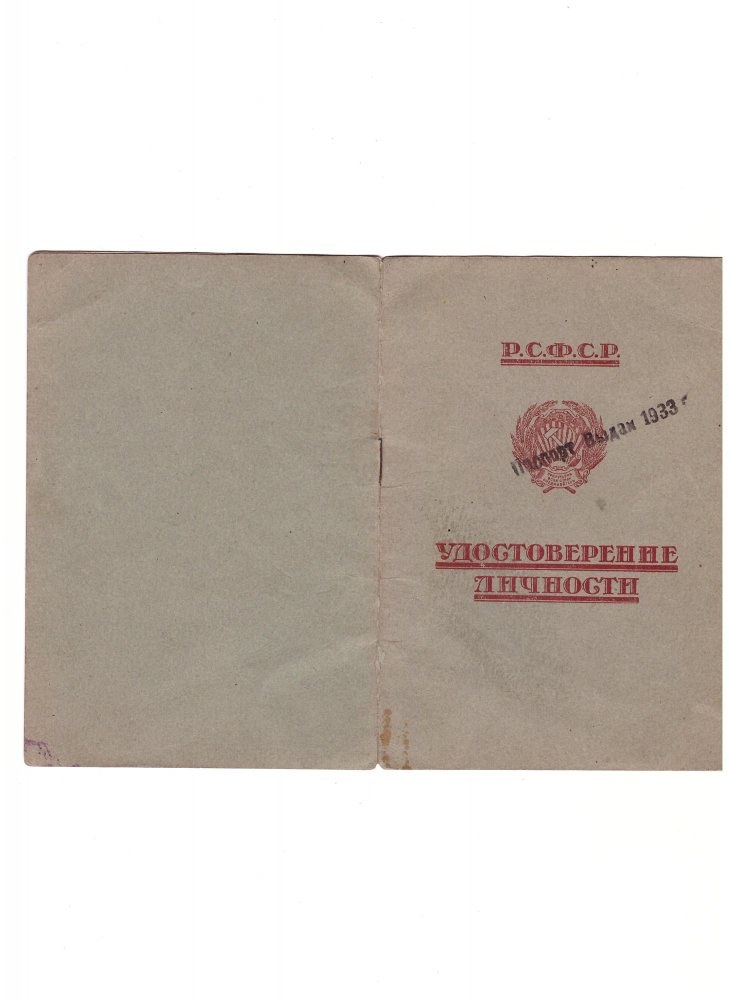 Р.С.Ф.С.Р.
Паспорт выдан 1933 г
УДОСТОВЕРЕНИЕ
ЛИЧНОСТИ